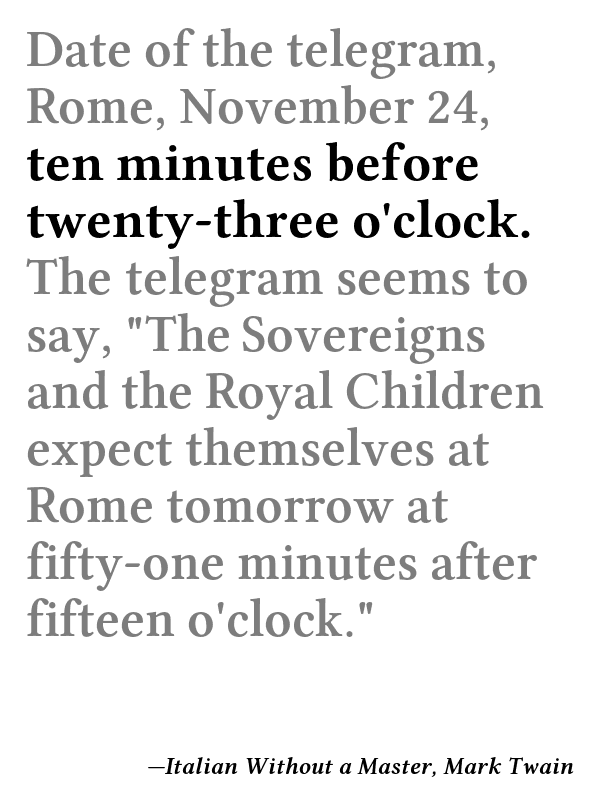 Date of the telegram,
Rome, November 24,
ten minutes before
twenty-three o'clock.
The telegram seems to
say, "The Sovereigns
and the Royal Children
expect themselves at
Rome tomorrow at
fifty-one minutes after
fifteen o'clock."
—Italian Without a Master, Mark Twain